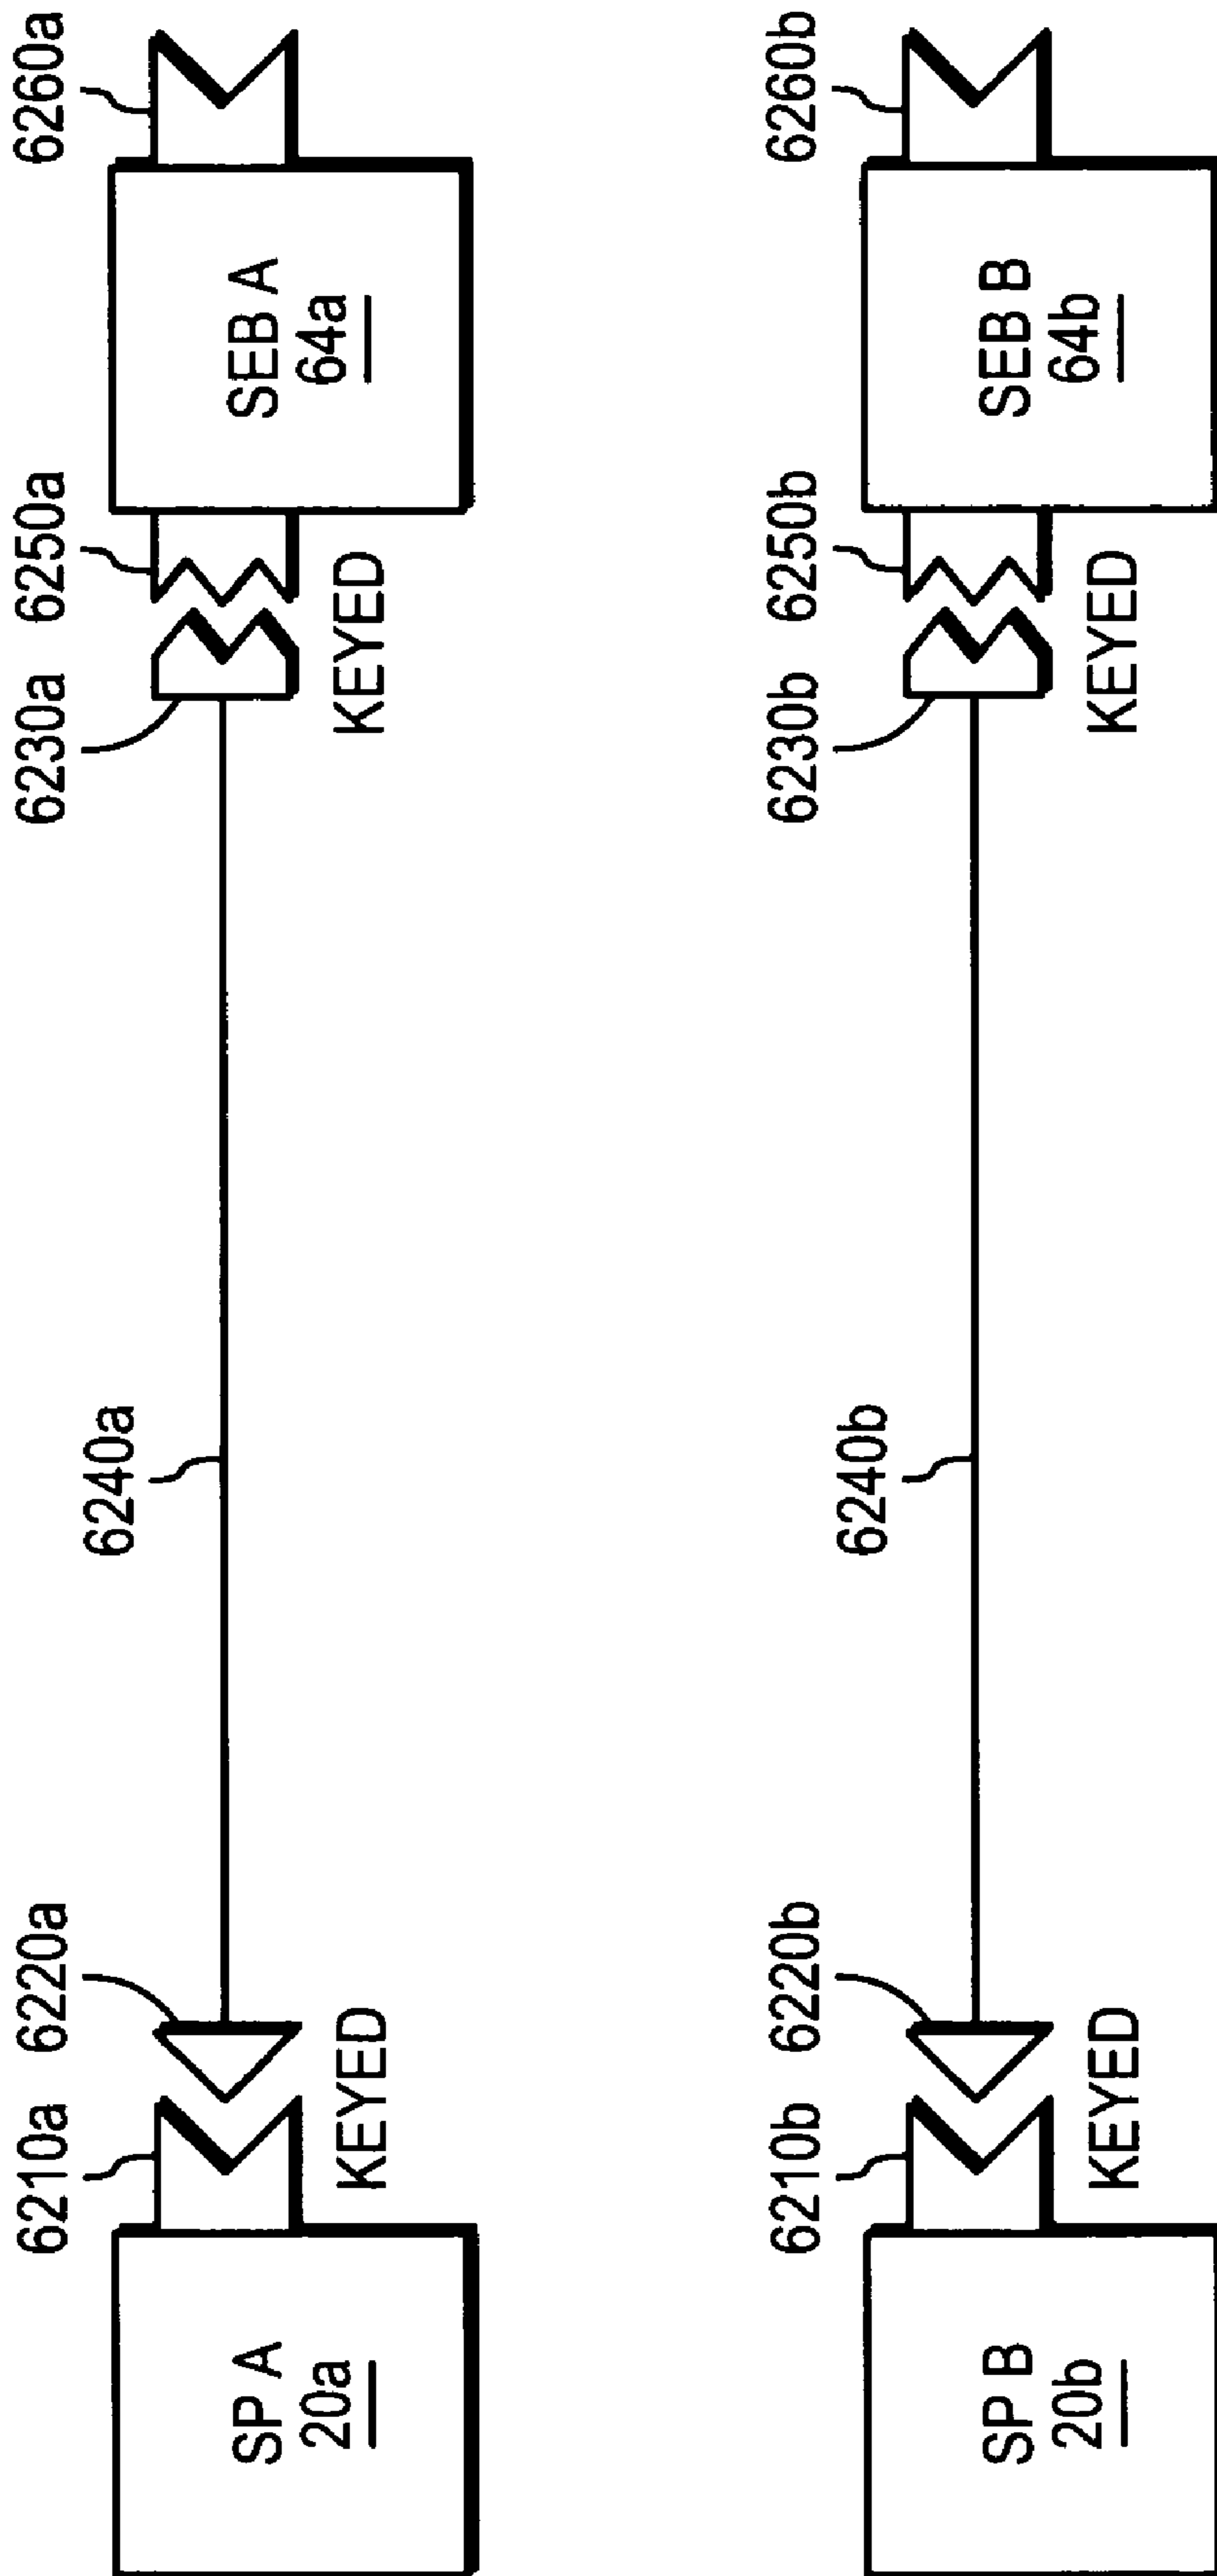 6210a
6220a
6240a
6230a
6250a
6260a
SP A
20a
KEYED
KEYED
SEB A
64a
6210b
6220b
6240b
6230b
6250b
6260b
SP B
20b
KEYED
KEYED
SEB B
64b